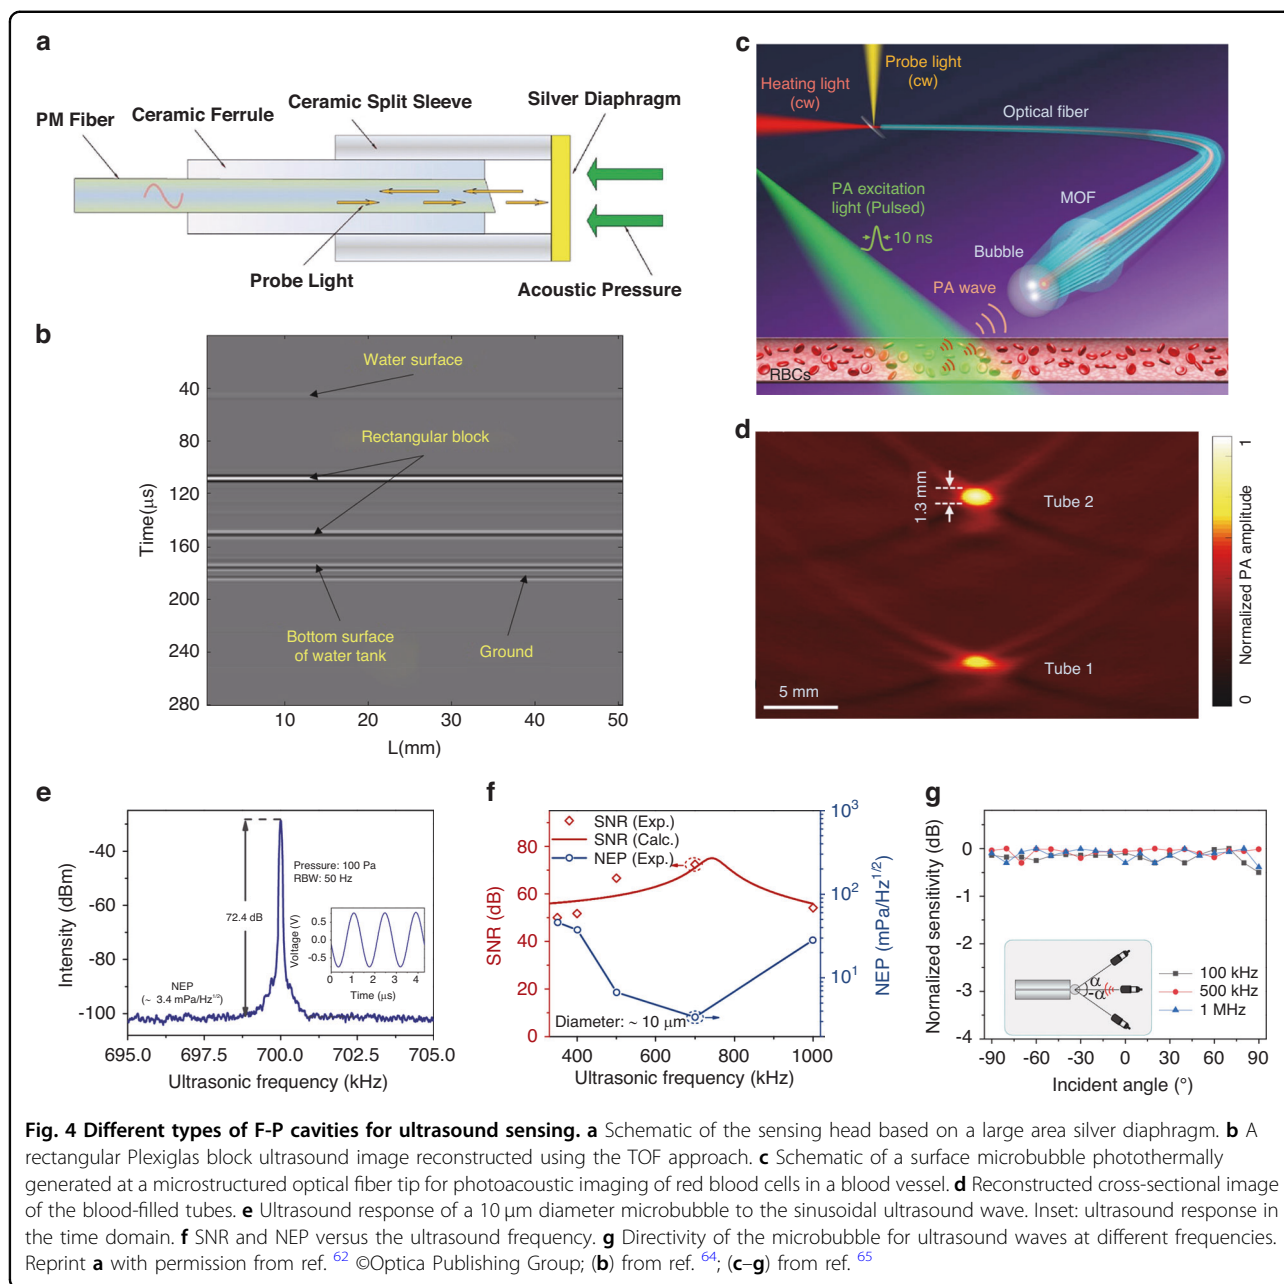 a
PM Fiber
Ceramic Ferrule
Ceramic Split Sleeve
Silver Diaphragm
Probe Light
Acoustic Pressure
b
Water surface
Rectangular block
Bottom surface
of water tank
Ground
Time(μs)
40
80
120
160
200
240
280
10
20
30
40
50
L(mm)
c
Probe light
(cw)
Heating light
(cw)
Optical fiber
PA excitation
light (Pulsed)
10 ns
MOF
Bubble
PA wave
RBCs
d
1.3 mm
Tube 2
Tube 1
5 mm
1
Normalized PA amplitude
0
e
Intensity (dBm)
-40
-60
-80
-100
72.4 dB
Pressure: 100 Pa
RBW: 50 Hz
NEP
(~ 3.4 mPa/Hz1/2)
Voltage (V)
0.5
0.0
-0.5
0 1 2 3 4
Time (μs)
695.0 697.5 700.0 702.5 705.0
Ultrasonic frequency (kHz)
f
SNR (dB)
80
60
40
20
0
SNR (Exp.)
SNR (Calc.)
NEP (Exp.)
Diameter: ~ 10 μm
400 600 800 1000
Ultrasonic frequency (kHz)
10³
10²
10¹
NEP (mPa/Hz1/2)
g
Normalized sensitivity (dB)
0
-1
-2
-3
-4
α
-α
100 kHz
500 kHz
1 MHz
-90 -60 -30 0 30 60 90
Incident angle (°)
Fig. 4 Different types of F-P cavities for ultrasound sensing. a Schematic of the sensing head based on a large area silver diaphragm. b A
rectangular Plexiglas block ultrasound image reconstructed using the TOF approach. c Schematic of a surface microbubble photothermally
generated at a microstructured optical fiber tip for photoacoustic imaging of red blood cells in a blood vessel. d Reconstructed cross-sectional image
of the blood-filled tubes. e Ultrasound response of a 10 μm diameter microbubble to the sinusoidal ultrasound wave. Inset: ultrasound response in
the time domain. f SNR and NEP versus the ultrasound frequency. g Directivity of the microbubble for ultrasound waves at different frequencies.
Reprint a with permission from ref. 62 ©Optica Publishing Group; (b) from ref. 64; (c–g) from ref. 65